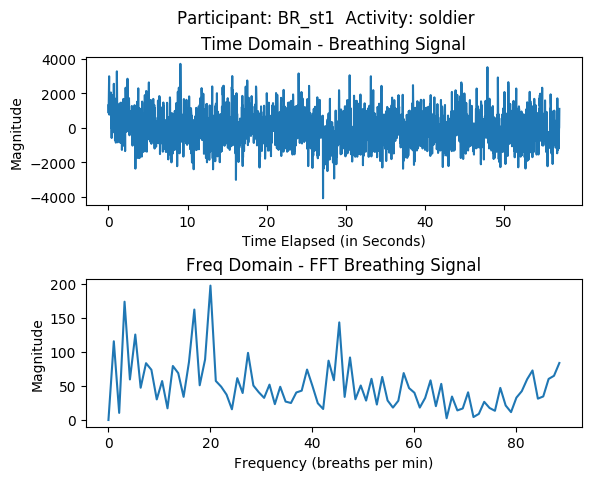 Participant: BR_st1  Activity: soldier
Time Domain - Breathing Signal
Magnitude
4000
2000
0
−2000
−4000
0 10 20 30 40 50
Time Elapsed (in Seconds)
Freq Domain - FFT Breathing Signal
Magnitude
200
150
100
50
0
0 20 40 60 80
Frequency (breaths per min)